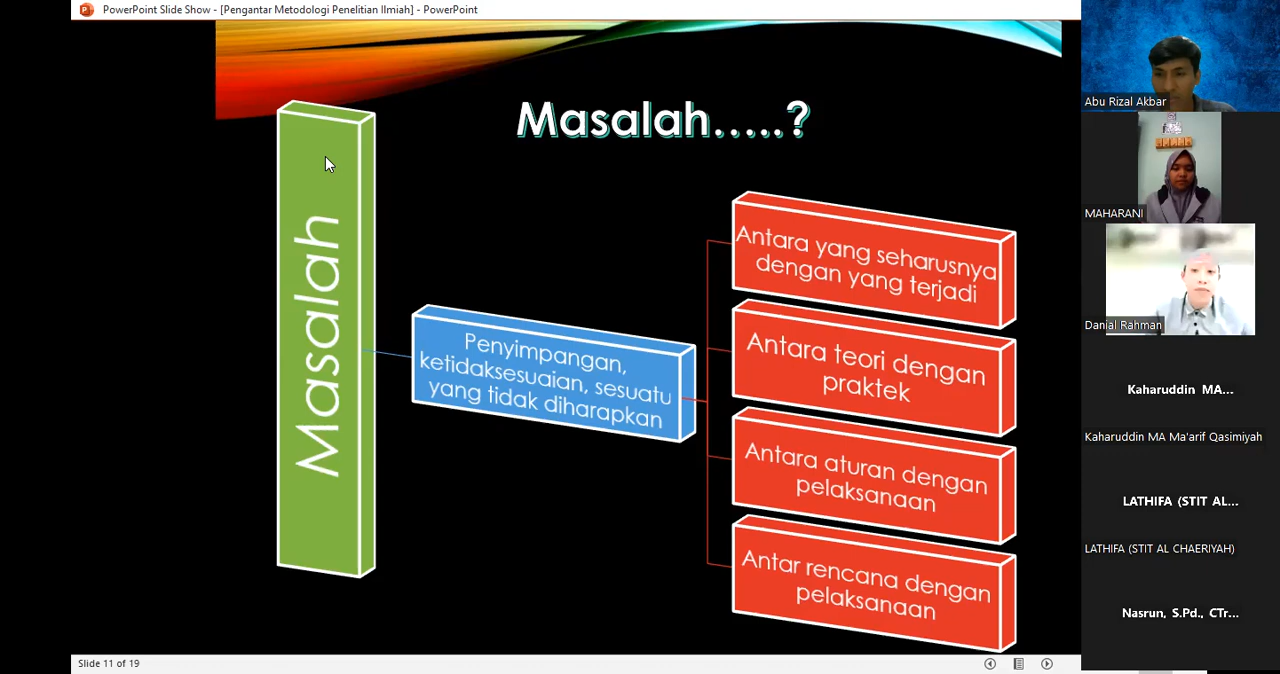 PowerPoint Slide Show - [Pengantar Metodologi Penelitian Ilmiah] - PowerPoint
Masalah.....?
Masalah
Penyimpangan,
ketidaksesuaian, sesuatu
yang tidak diharapkan
Antara yang seharusnya
dengan yang terjadi
Antara teori dengan
praktek
Antara aturan dengan
pelaksanaan
Antar rencana dengan
pelaksanaan
Slide 11 of 19
Abu Rizal Akbar
MAHARANI
Danial Rahman
Kaharuddin MA...
Kaharuddin MA Ma'arif Qasimiyah
LATHIFA (STIT AL...
LATHIFA (STIT AL CHAERIYAH)
Nasrun, S.Pd., CTr...